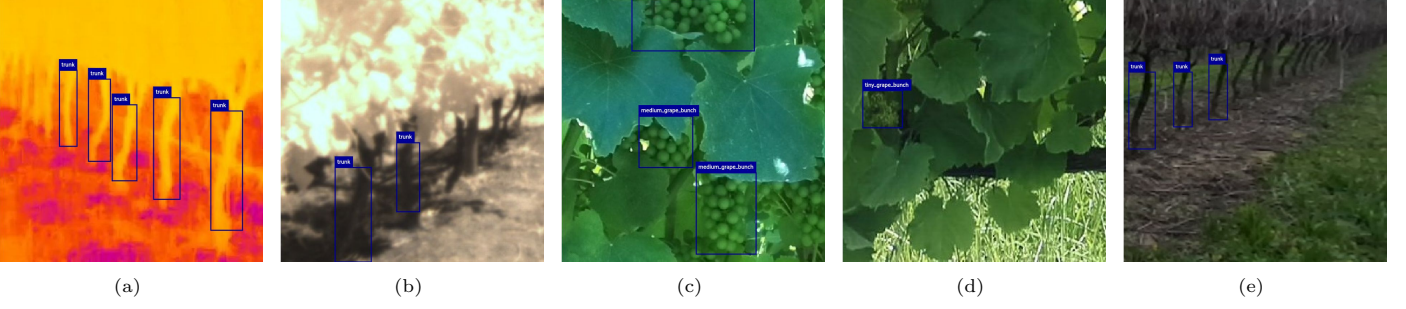 trunk
trunk
trunk
trunk
trunk
trunk
trunk
medium_grape_bunch
medium_grape_bunch
tiny_grape_bunch
trunk
trunk
trunk
(a)
(b)
(c)
(d)
(e)